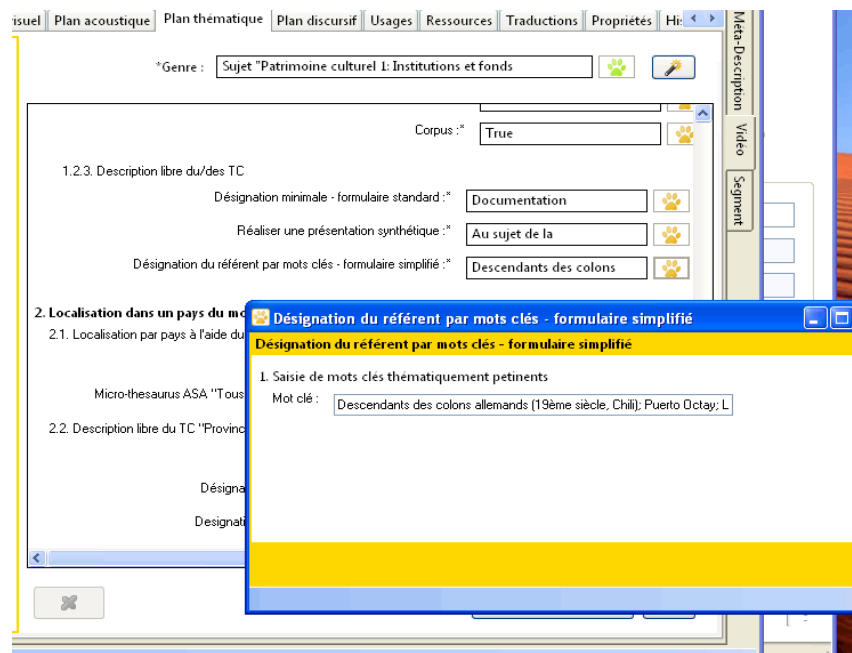 isuel Plan acoustique Plan thématique Plan discursif Usages Ressources Traductions Propriétés His
*Genre : Sujet "Patrimoine culturel 1: Institutions et fonds
Corpus :* True
1.2.3. Description libre du/des TC
Désignation minimale - formulaire standard :* Documentation
Réaliser une présentation synthétique :* Au sujet de la
Désignation du référent par mots clés - formulaire simplifié :* Descendants des colons
2. Localisation dans un pays du mo
2.1. Localisation par pays à l'aide du
Micro-thesaurus ASA "Tous
2.2. Description libre du TC "Provinc
Désigna
Designati
Désignation du référent par mots clés - formulaire simplifié
Désignation du référent par mots clés - formulaire simplifié
1. Saisie de mots clés thématiquement petinents
Mot clé : Descendants des colons allemands (19ème siècle, Chili); Puerto Octay; L
Méta-Description
Vidéo
Segment